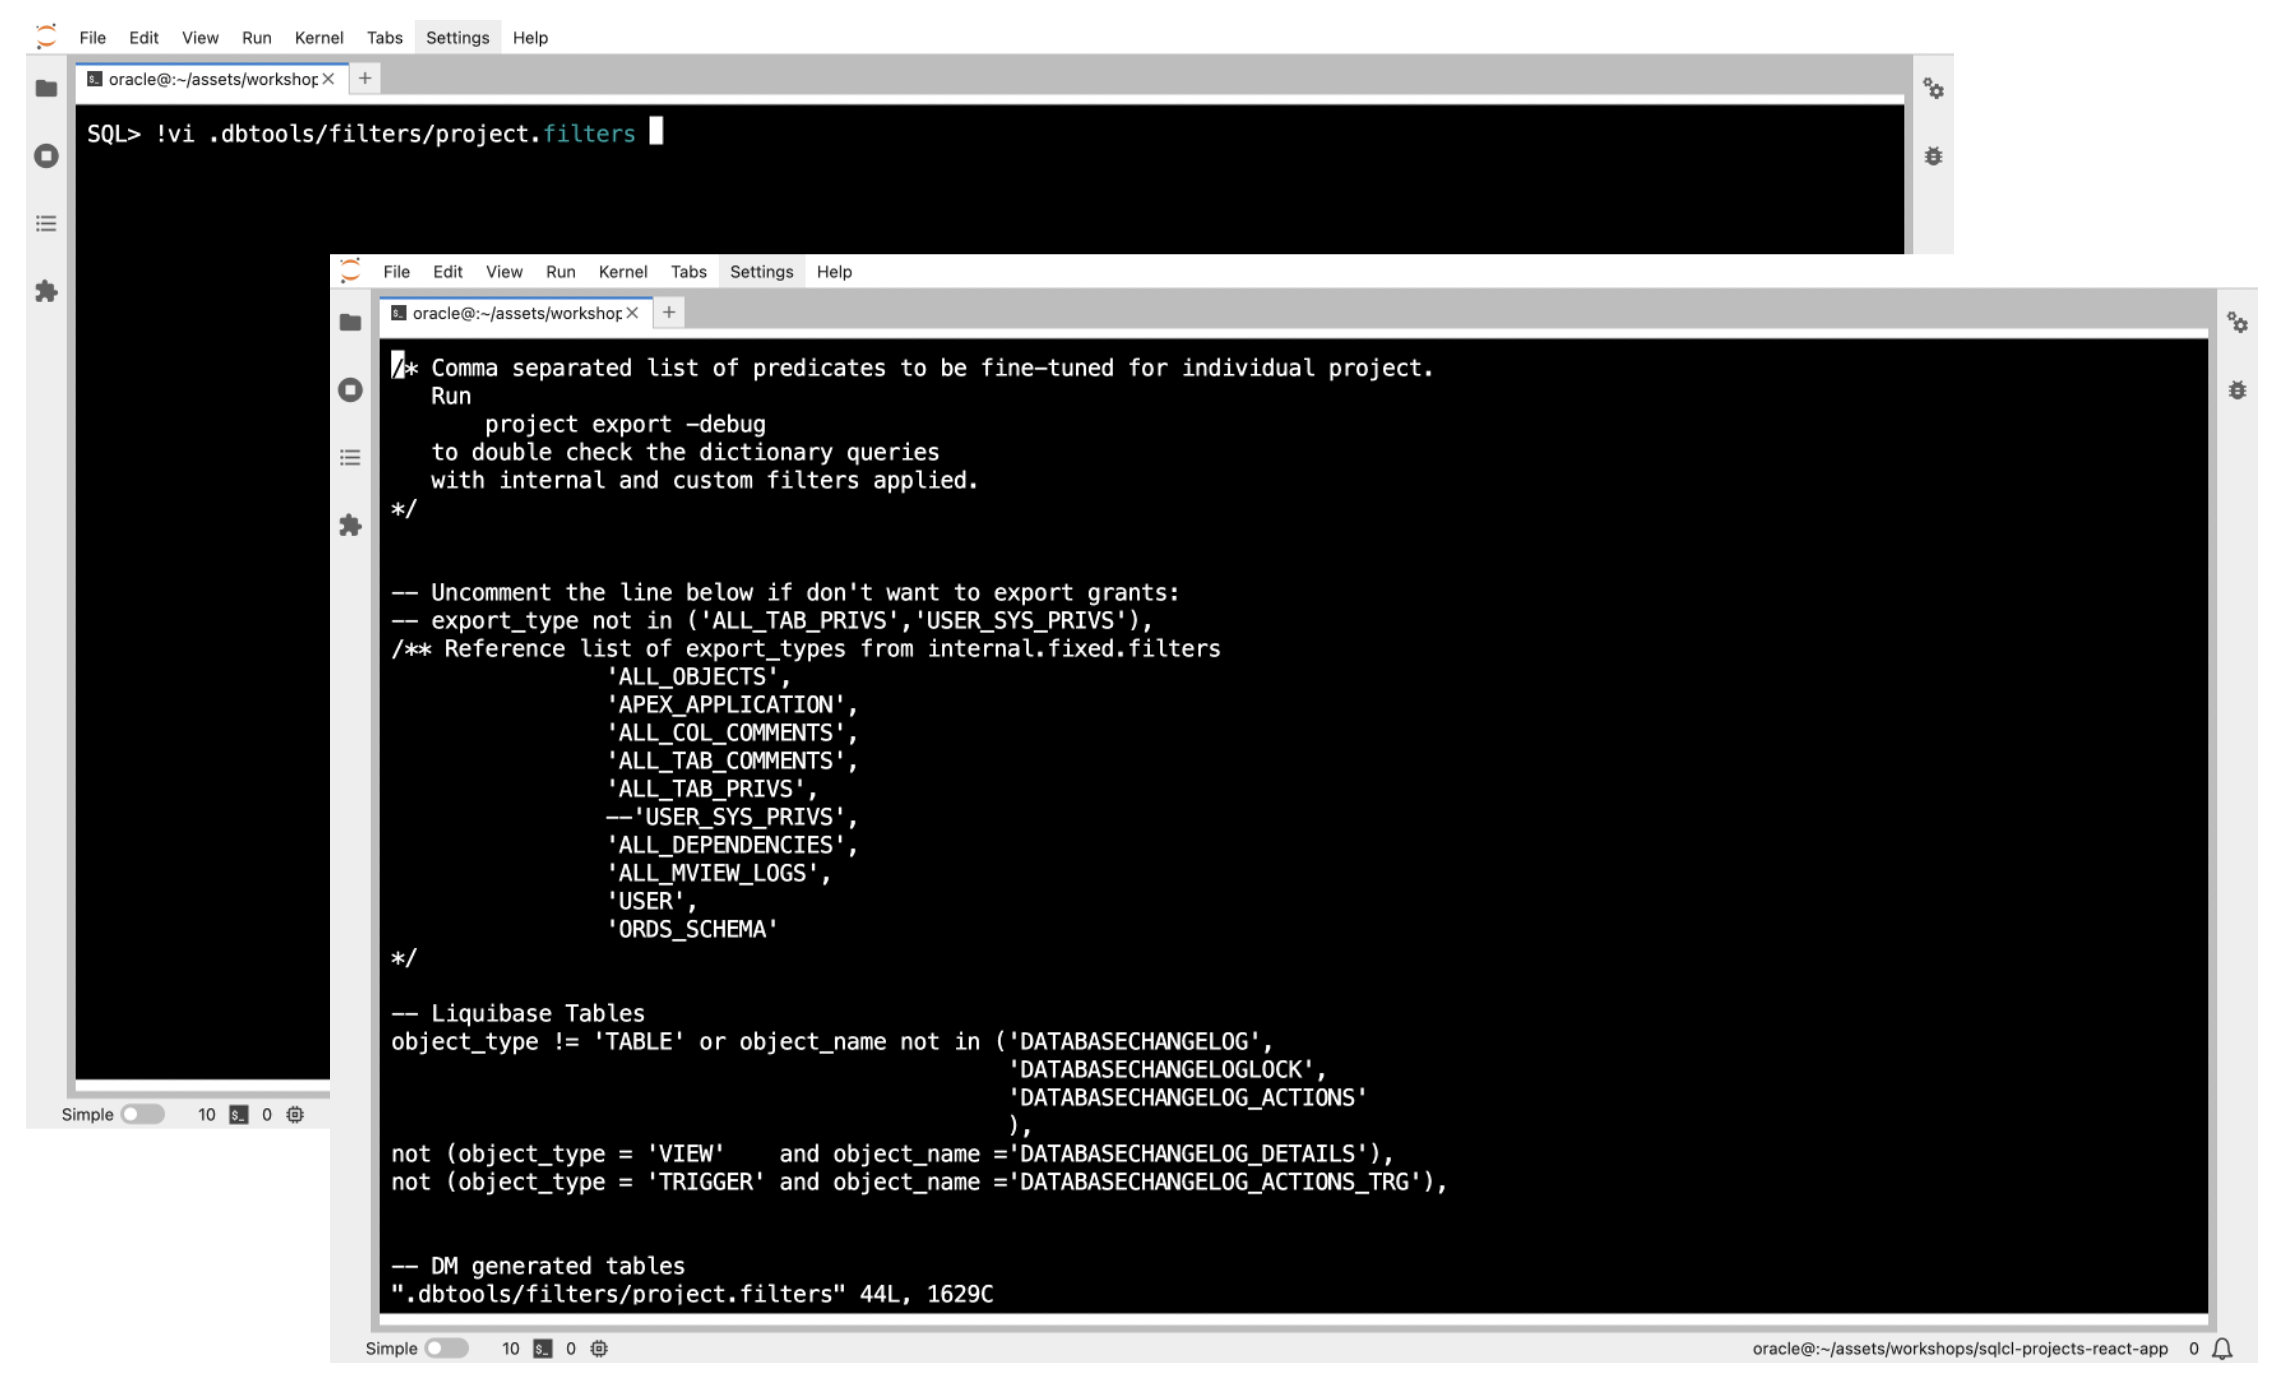 File Edit View Run Kernel Tabs Settings Help
oracle@:~/assets/workshop
SQL> !vi .dbtools/filters/project.filters
Simple 10 0
File Edit View Run Kernel Tabs Settings Help
oracle@:~/assets/workshop
/* Comma separated list of predicates to be fine-tuned for individual project.
Run
project export -debug
to double check the dictionary queries
with internal and custom filters applied.
*/
-- Uncomment the line below if don't want to export grants:
-- export_type not in ('ALL_TAB_PRIVS','USER_SYS_PRIVS'),
/** Reference list of export_types from internal.fixed.filters
'ALL_OBJECTS',
'APEX_APPLICATION',
'ALL_COL_COMMENTS',
'ALL_TAB_COMMENTS',
'ALL_TAB_PRIVS',
--'USER_SYS_PRIVS',
'ALL_DEPENDENCIES',
'ALL_MVIEW_LOGS',
'USER',
'ORDS_SCHEMA'
*/
-- Liquibase Tables
object_type != 'TABLE' or object_name not in ('DATABASECHANGELOG',
'DATABASECHANGELOGLOCK',
'DATABASECHANGELOG_ACTIONS'
),
not (object_type = 'VIEW'    and object_name ='DATABASECHANGELOG_DETAILS'),
not (object_type = 'TRIGGER' and object_name ='DATABASECHANGELOG_ACTIONS_TRG'),
-- DM generated tables
".dbtools/filters/project.filters" 44L, 1629C
Simple 10 0 oracle@:~/assets/workshops/sqlcl-projects-react-app 0